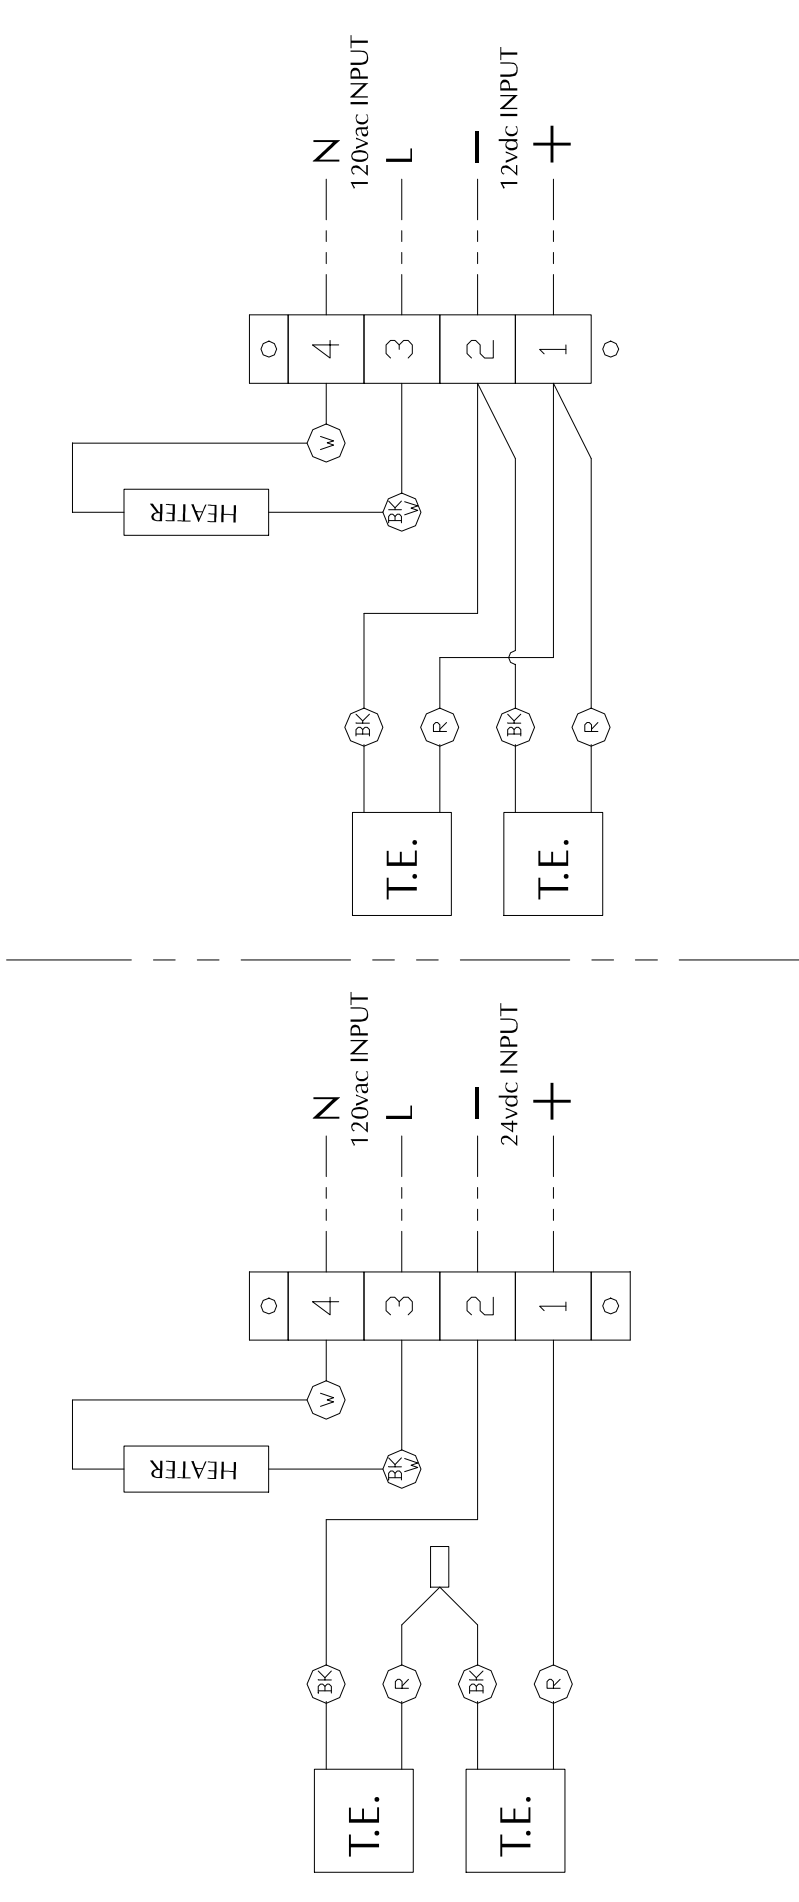 N
120vac INPUT
L
−
12vdc INPUT
+
4
3
2
1
W
HEATER
BK
W
BK
R
BK
R
T.E.
T.E.
N
120vac INPUT
L
−
24vdc INPUT
+
4
3
2
1
W
HEATER
BK
W
BK
R
BK
R
T.E.
T.E.